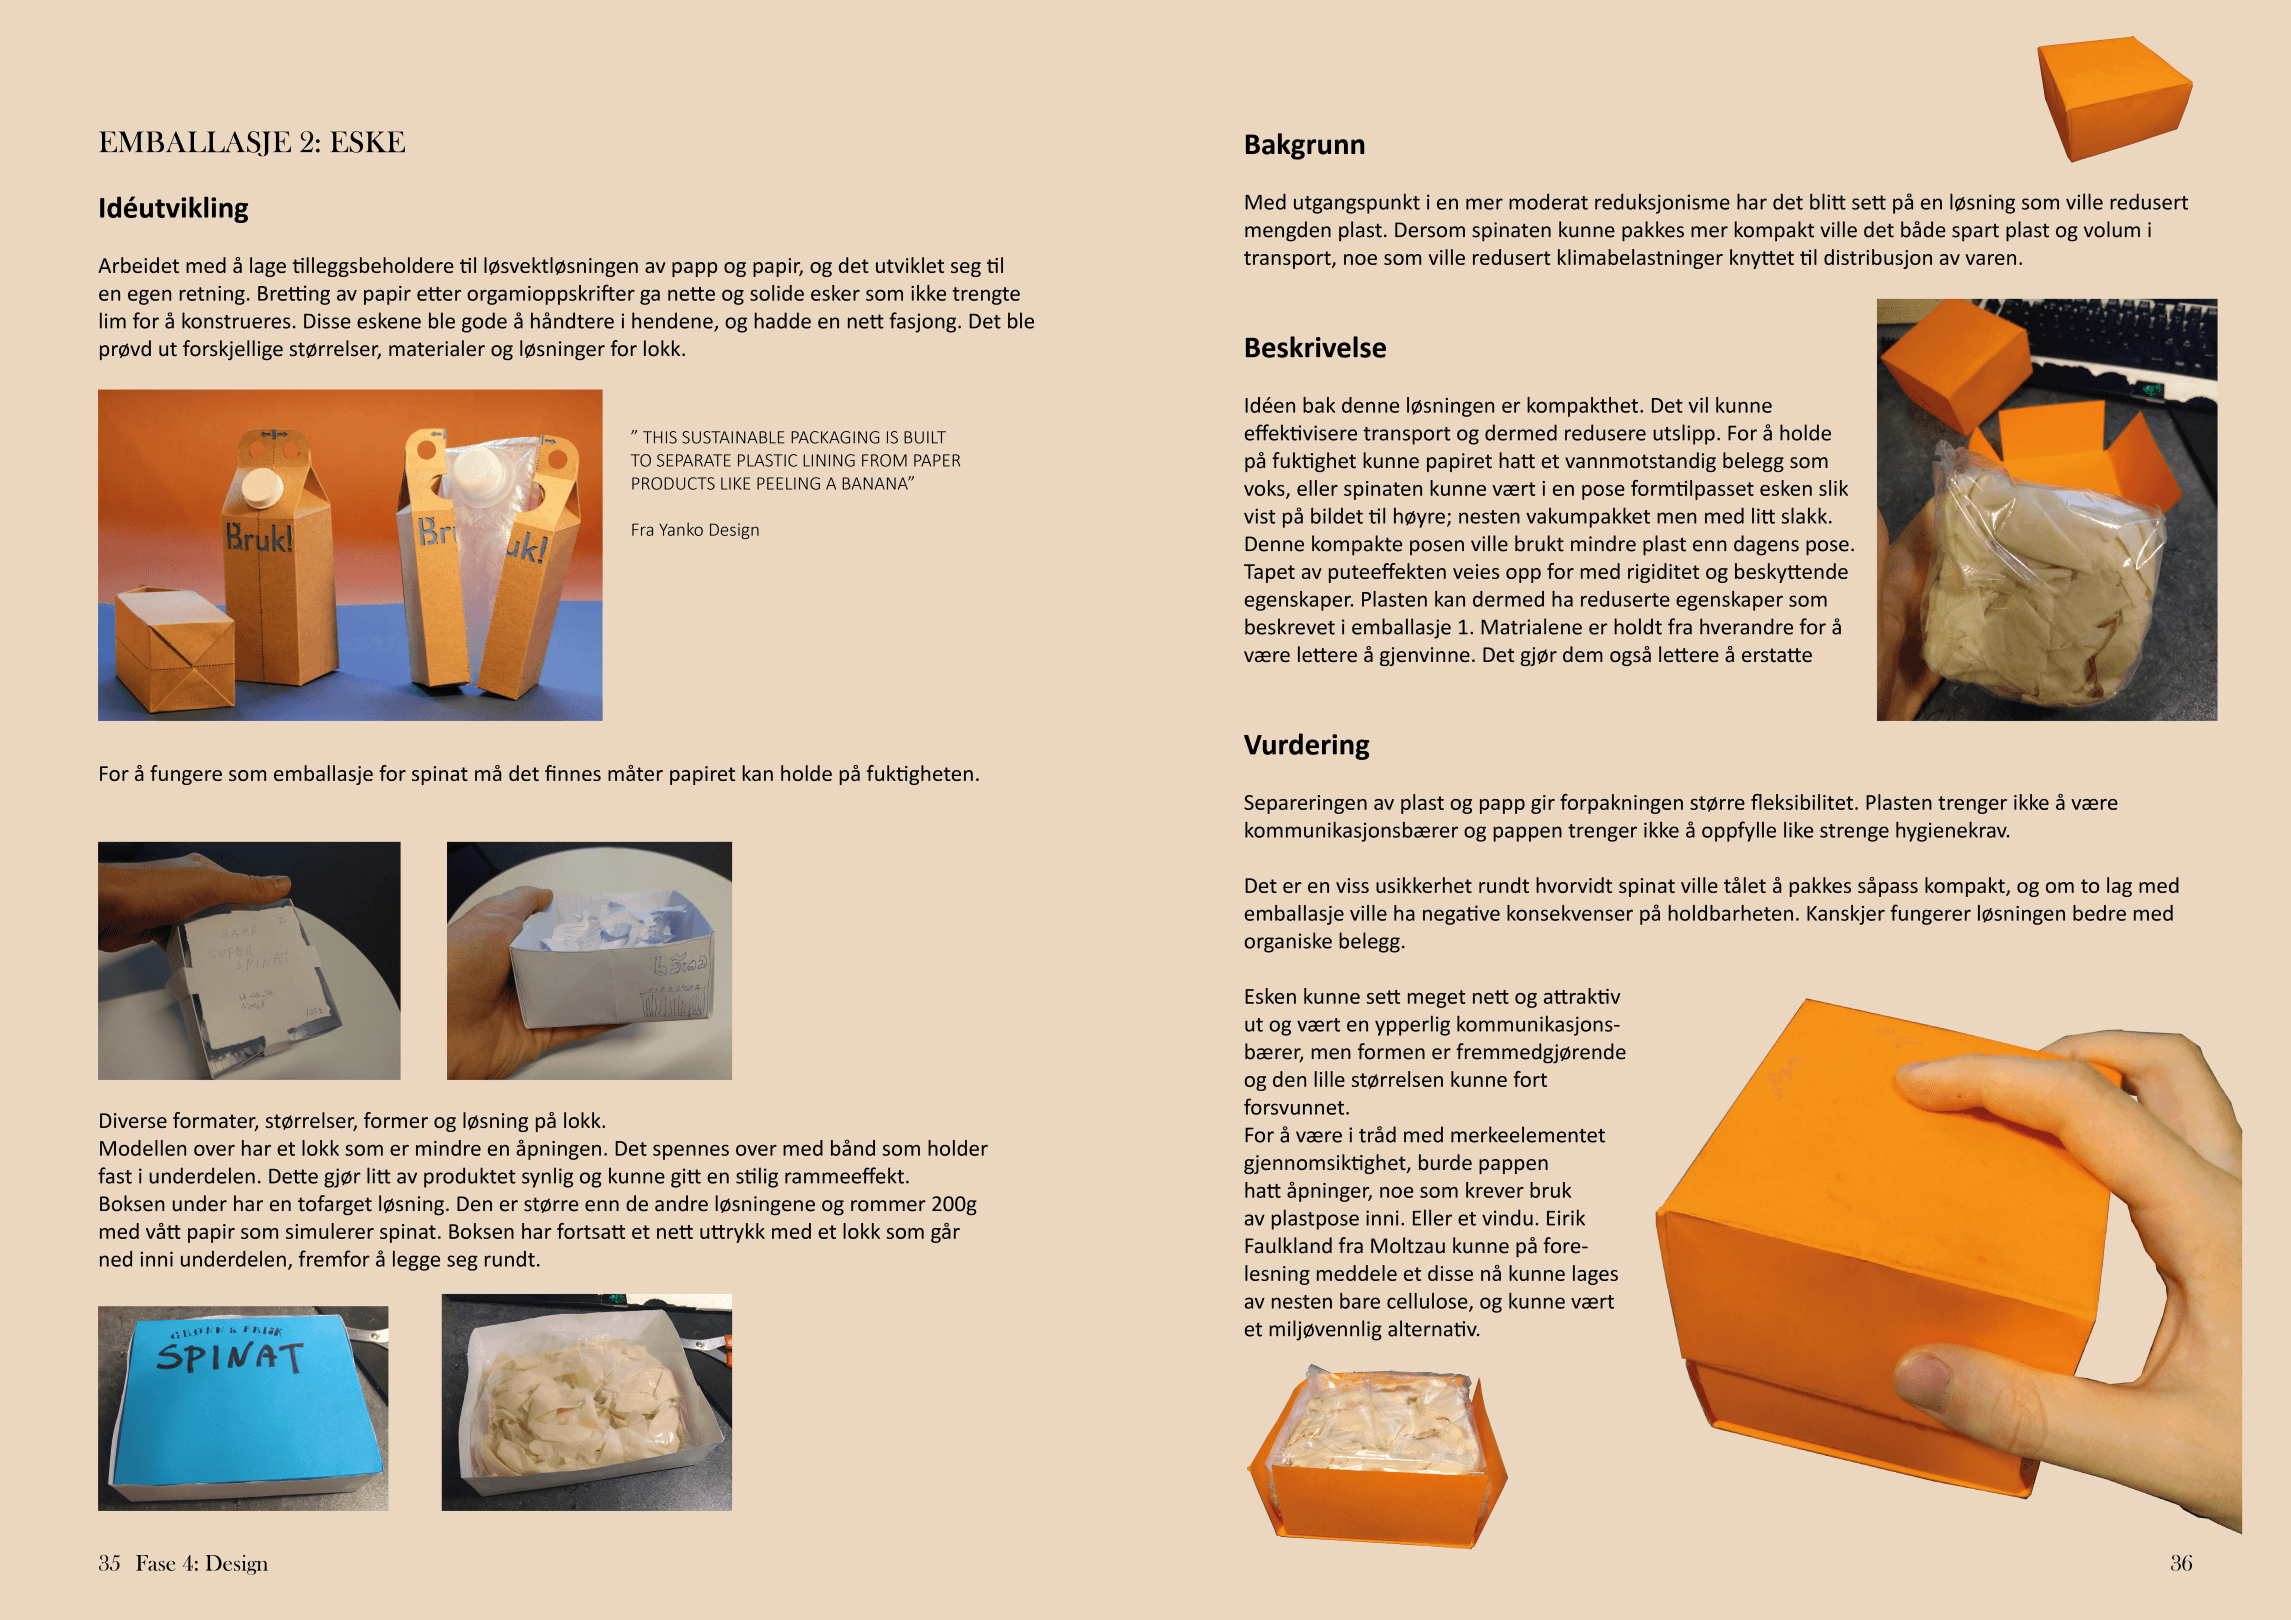 EMBALLASJE 2: ESKE
Idéutvikling
Arbeidet med å lage tilleggsbeholdere til løsvektløsningen av papp og papir, og det utviklet seg til
en egen retning. Bretting av papir etter orgamioppskrifter ga nette og solide esker som ikke trengte
lim for å konstrueres. Disse eskene ble gode å håndtere i hendene, og hadde en nett fasjong. Det ble
prøvd ut forskjellige størrelser, materialer og løsninger for lokk.
Bruk!
Bru
uk!
” THIS SUSTAINABLE PACKAGING IS BUILT
TO SEPARATE PLASTIC LINING FROM PAPER
PRODUCTS LIKE PEELING A BANANA”
Fra Yanko Design
For å fungere som emballasje for spinat må det finnes måter papiret kan holde på fuktigheten.
BAMA
SUPER
SPINAT
Bama
Diverse formater, størrelser, former og løsning på lokk.
Modellen over har et lokk som er mindre en åpningen. Det spennes over med bånd som holder
fast i underdelen. Dette gjør litt av produktet synlig og kunne gitt en stilig rammeeffekt.
Boksen under har en tofarget løsning. Den er større enn de andre løsningene og rommer 200g
med vått papir som simulerer spinat. Boksen har fortsatt et nett uttrykk med et lokk som går
ned inni underdelen, fremfor å legge seg rundt.
GRØNN & FRISK
SPINAT
35 Fase 4: Design
Bakgrunn
Med utgangspunkt i en mer moderat reduksjonisme har det blitt sett på en løsning som ville redusert
mengden plast. Dersom spinaten kunne pakkes mer kompakt ville det både spart plast og volum i
transport, noe som ville redusert klimabelastninger knyttet til distribusjon av varen.
Beskrivelse
Idéen bak denne løsningen er kompakthet. Det vil kunne
effektivisere transport og dermed redusere utslipp. For å holde
på fuktighet kunne papiret hatt et vannmotstandig belegg som
voks, eller spinaten kunne vært i en pose formtilpasset esken slik
vist på bildet til høyre; nesten vakumpakket men med litt slakk.
Denne kompakte posen ville brukt mindre plast enn dagens pose.
Tapet av puteeffekten veies opp for med rigiditet og beskyttende
egenskaper. Plasten kan dermed ha reduserte egenskaper som
beskrevet i emballasje 1. Matrialene er holdt fra hverandre for å
være lettere å gjenvinne. Det gjør dem også lettere å erstatte
Vurdering
Separeringen av plast og papp gir forpakningen større fleksibilitet. Plasten trenger ikke å være
kommunikasjonsbærer og pappen trenger ikke å oppfylle like strenge hygienekrav.
Det er en viss usikkerhet rundt hvorvidt spinat ville tålet å pakkes såpass kompakt, og om to lag med
emballasje ville ha negative konsekvenser på holdbarheten. Kanskjer fungerer løsningen bedre med
organiske belegg.
Esken kunne sett meget nett og attraktiv
ut og vært en ypperlig kommunikasjons-
bærer, men formen er fremmedgjørende
og den lille størrelsen kunne fort
forsvunnet.
For å være i tråd med merkeelementet
gjennomsiktighet, burde pappen
hatt åpninger, noe som krever bruk
av plastpose inni. Eller et vindu. Eirik
Faulkland fra Moltzau kunne på fore-
lesning meddele et disse nå kunne lages
av nesten bare cellulose, og kunne vært
et miljøvennlig alternativ.
36